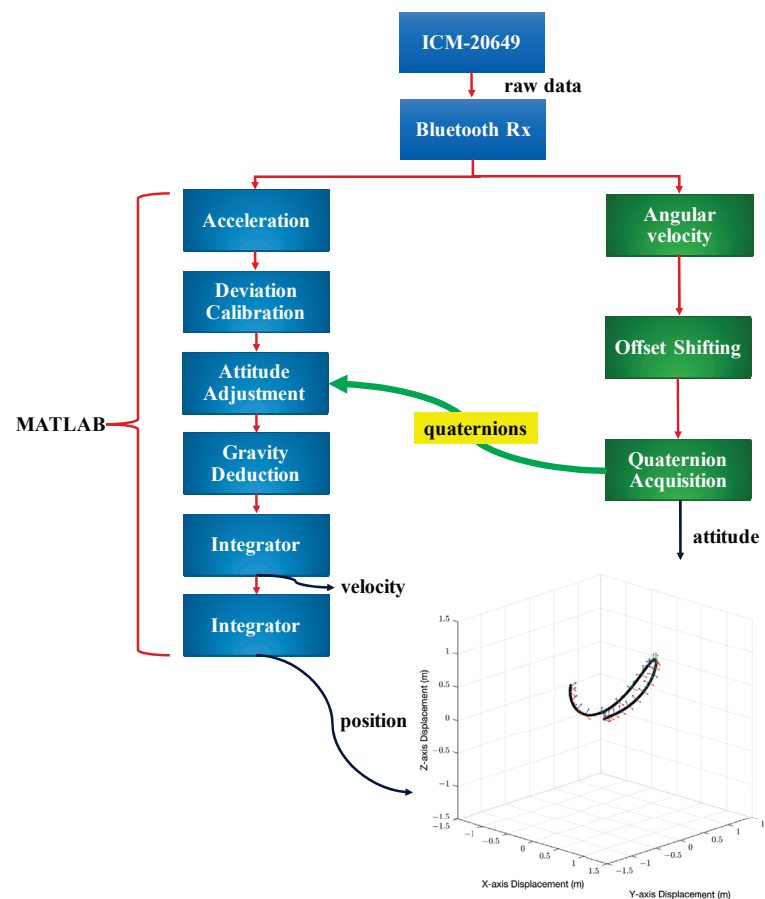 ICM-20649
raw data
Bluetooth Rx
Acceleration
Angular
velocity
Deviation
Calibration
Offset Shifting
Attitude
Adjustment
MATLAB
quaternions
Gravity
Deduction
Quaternion
Acquisition
Integrator
attitude
velocity
Integrator
position
1.5
1
0.5
0
−0.5
−1
−1.5
Z-axis Displacement (m)
−1.5
−1
−0.5
0
0.5
1
1.5
X-axis Displacement (m)
−1.5
−1
−0.5
0
0.5
1
1
Y-axis Displacement (m)